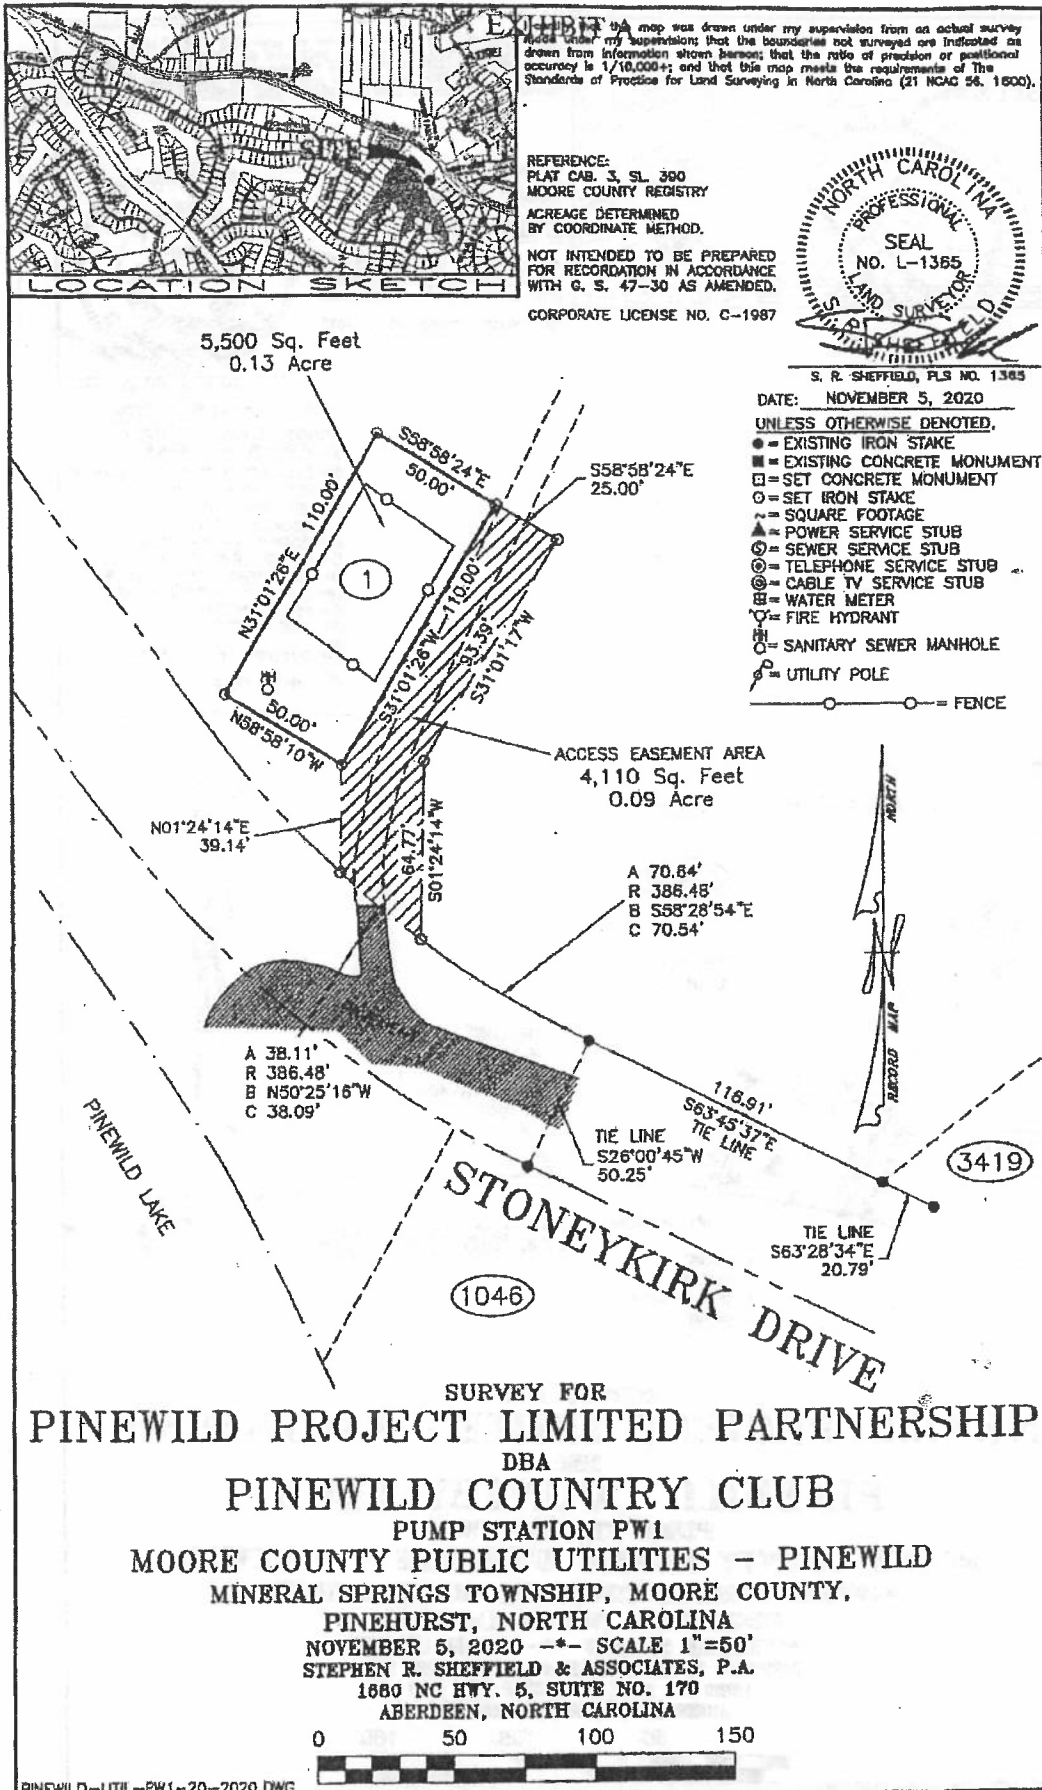 EXHIBIT A
this map was drawn under my supervision from an actual survey
made under my supervision; that the boundaries not surveyed are indicated as
drawn from information shown hereon; that the ratio of precision or positional
accuracy is 1/10,000+; and that this map meets the requirements of The
Standards of Practice for Land Surveying in North Carolina (21 NCAC 56. 1600).
SITE
LOCATION SKETCH
REFERENCE:
PLAT CAB. 3, SL. 390
MOORE COUNTY REGISTRY
ACREAGE DETERMINED
BY COORDINATE METHOD.
NOT INTENDED TO BE PREPARED
FOR RECORDATION IN ACCORDANCE
WITH G. S. 47-30 AS AMENDED.
CORPORATE LICENSE NO. C-1987
NORTH CAROLINA
PROFESSIONAL
SEAL
NO. L-1365
LAND SURVEYOR
S. R. SHEFFIELD
S. R. SHEFFIELD, PLS NO. 1365
DATE: NOVEMBER 5, 2020
UNLESS OTHERWISE DENOTED.
● = EXISTING IRON STAKE
■ = EXISTING CONCRETE MONUMENT
= SET CONCRETE MONUMENT
= SET IRON STAKE
~ = SQUARE FOOTAGE
▲ = POWER SERVICE STUB
Ⓢ = SEWER SERVICE STUB
= TELEPHONE SERVICE STUB
= CABLE TV SERVICE STUB
= WATER METER
= FIRE HYDRANT
MH = SANITARY SEWER MANHOLE
= UTILITY POLE
= FENCE
5,500 Sq. Feet
0.13 Acre
S58°58'24"E
50.00'
S58°58'24"E
25.00'
N31°01'26"E 110.00'
1
S31°01'26"W 110.00'
93.39'
S31°01'17"W
MH
50.00'
N58°58'10"W
ACCESS EASEMENT AREA
4,110 Sq. Feet
0.09 Acre
N01°24'14"E
39.14'
64.77'
S01°24'14"W
A 70.64'
R 386.48'
B S58°28'54"E
C 70.54'
NORTH
RECORD MAP
A 38.11'
R 386.48'
B N50°25'16"W
C 38.09'
116.91'
S63°45'37"E
TIE LINE
TIE LINE
S26°00'45"W
50.25'
3419
PINEWILD LAKE
TIE LINE
S63°28'34"E
20.79'
STONEYKIRK DRIVE
1046
SURVEY FOR
PINEWILD PROJECT LIMITED PARTNERSHIP
DBA
PINEWILD COUNTRY CLUB
PUMP STATION PW1
MOORE COUNTY PUBLIC UTILITIES - PINEWILD
MINERAL SPRINGS TOWNSHIP, MOORE COUNTY,
PINEHURST, NORTH CAROLINA
NOVEMBER 5, 2020 -*- SCALE 1"=50'
STEPHEN R. SHEFFIELD & ASSOCIATES, P.A.
1680 NC HWY. 5, SUITE NO. 170
ABERDEEN, NORTH CAROLINA
0 50 100 150
PINEWILD-UTIL-PW1-20-2020.DWG